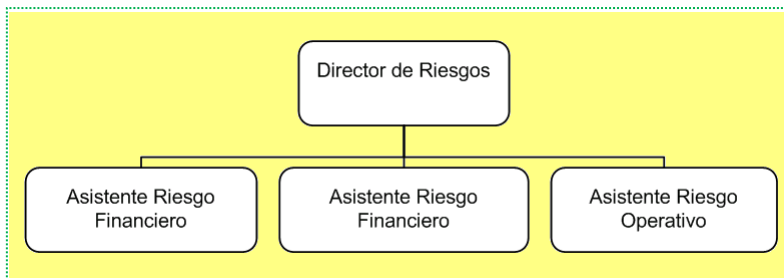 Director de Riesgos
Asistente Riesgo
Financiero
Asistente Riesgo
Financiero
Asistente Riesgo
Operativo